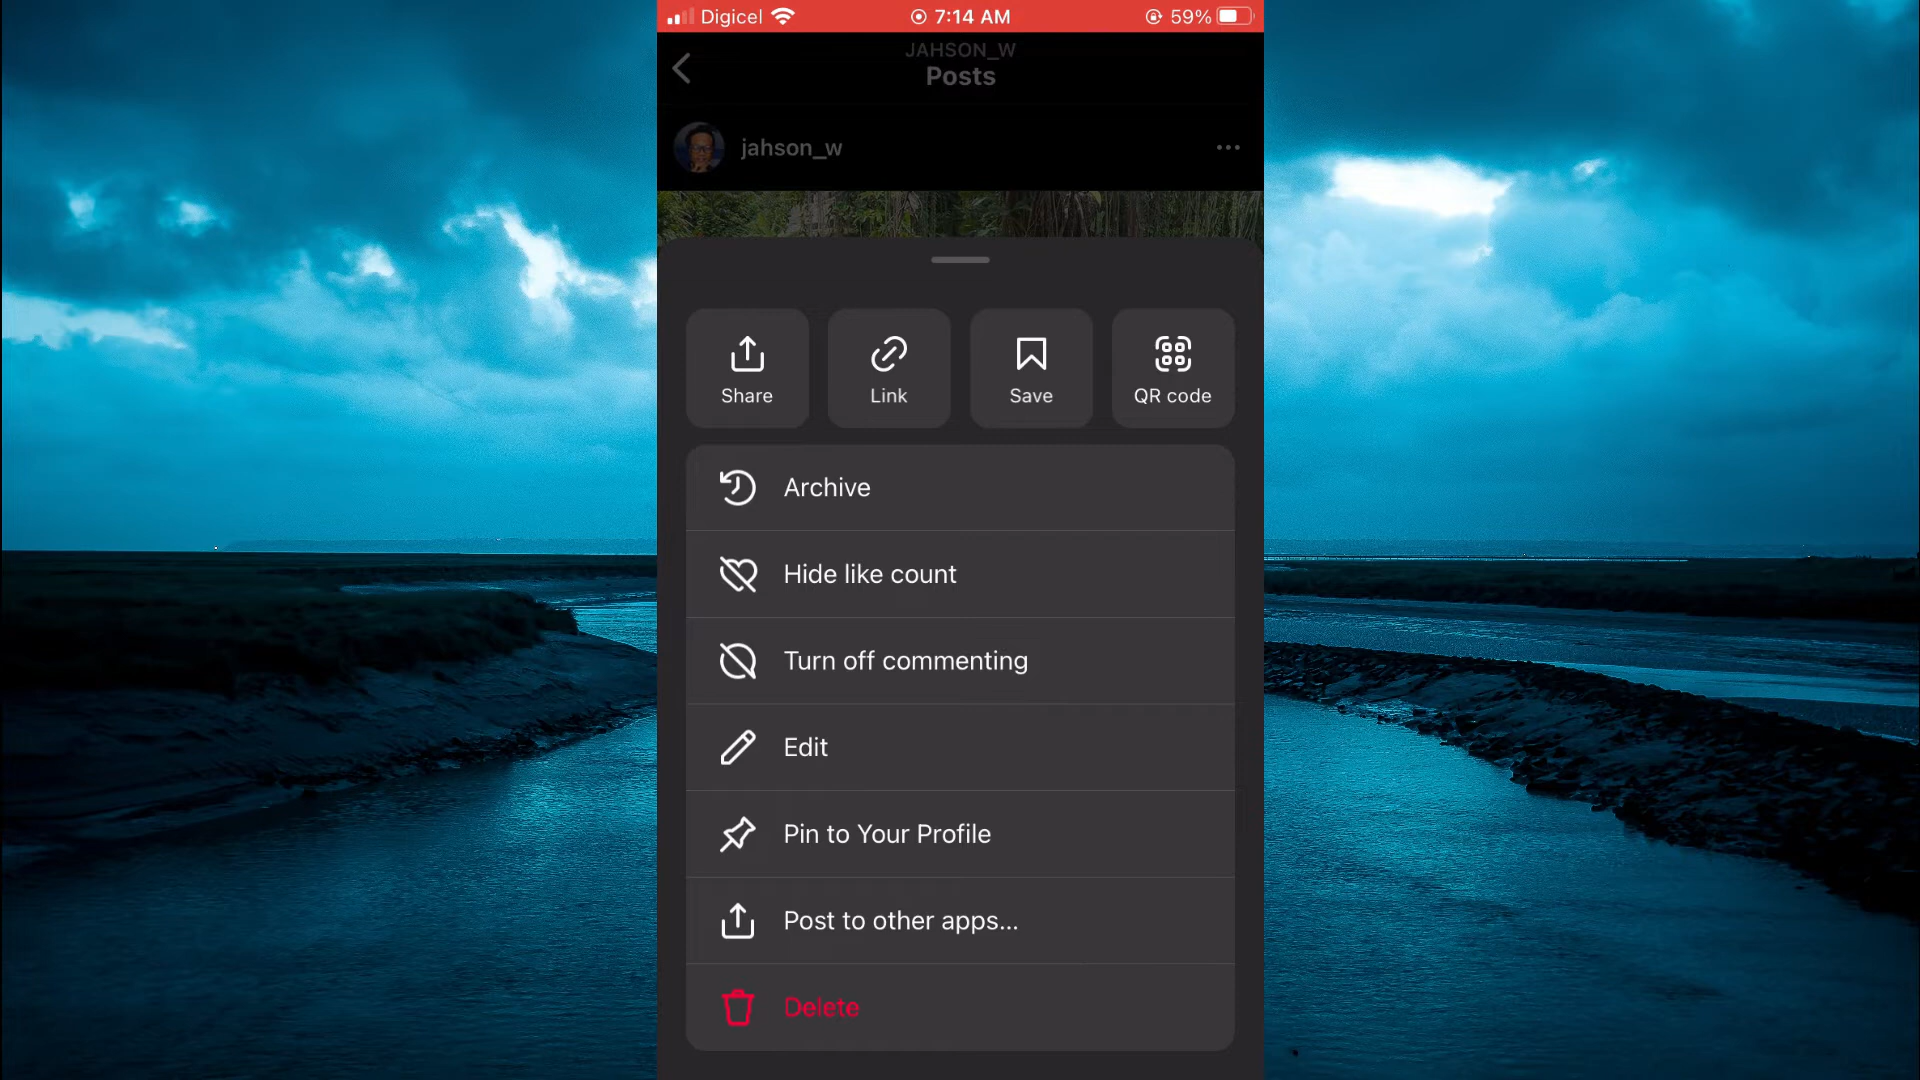 Digicel 7:14 AM 59%
JAHSON_W
Posts
jahson_w
Share Link Save QR code
Archive
Hide like count
Turn off commenting
Edit
Pin to Your Profile
Post to other apps...
Delete